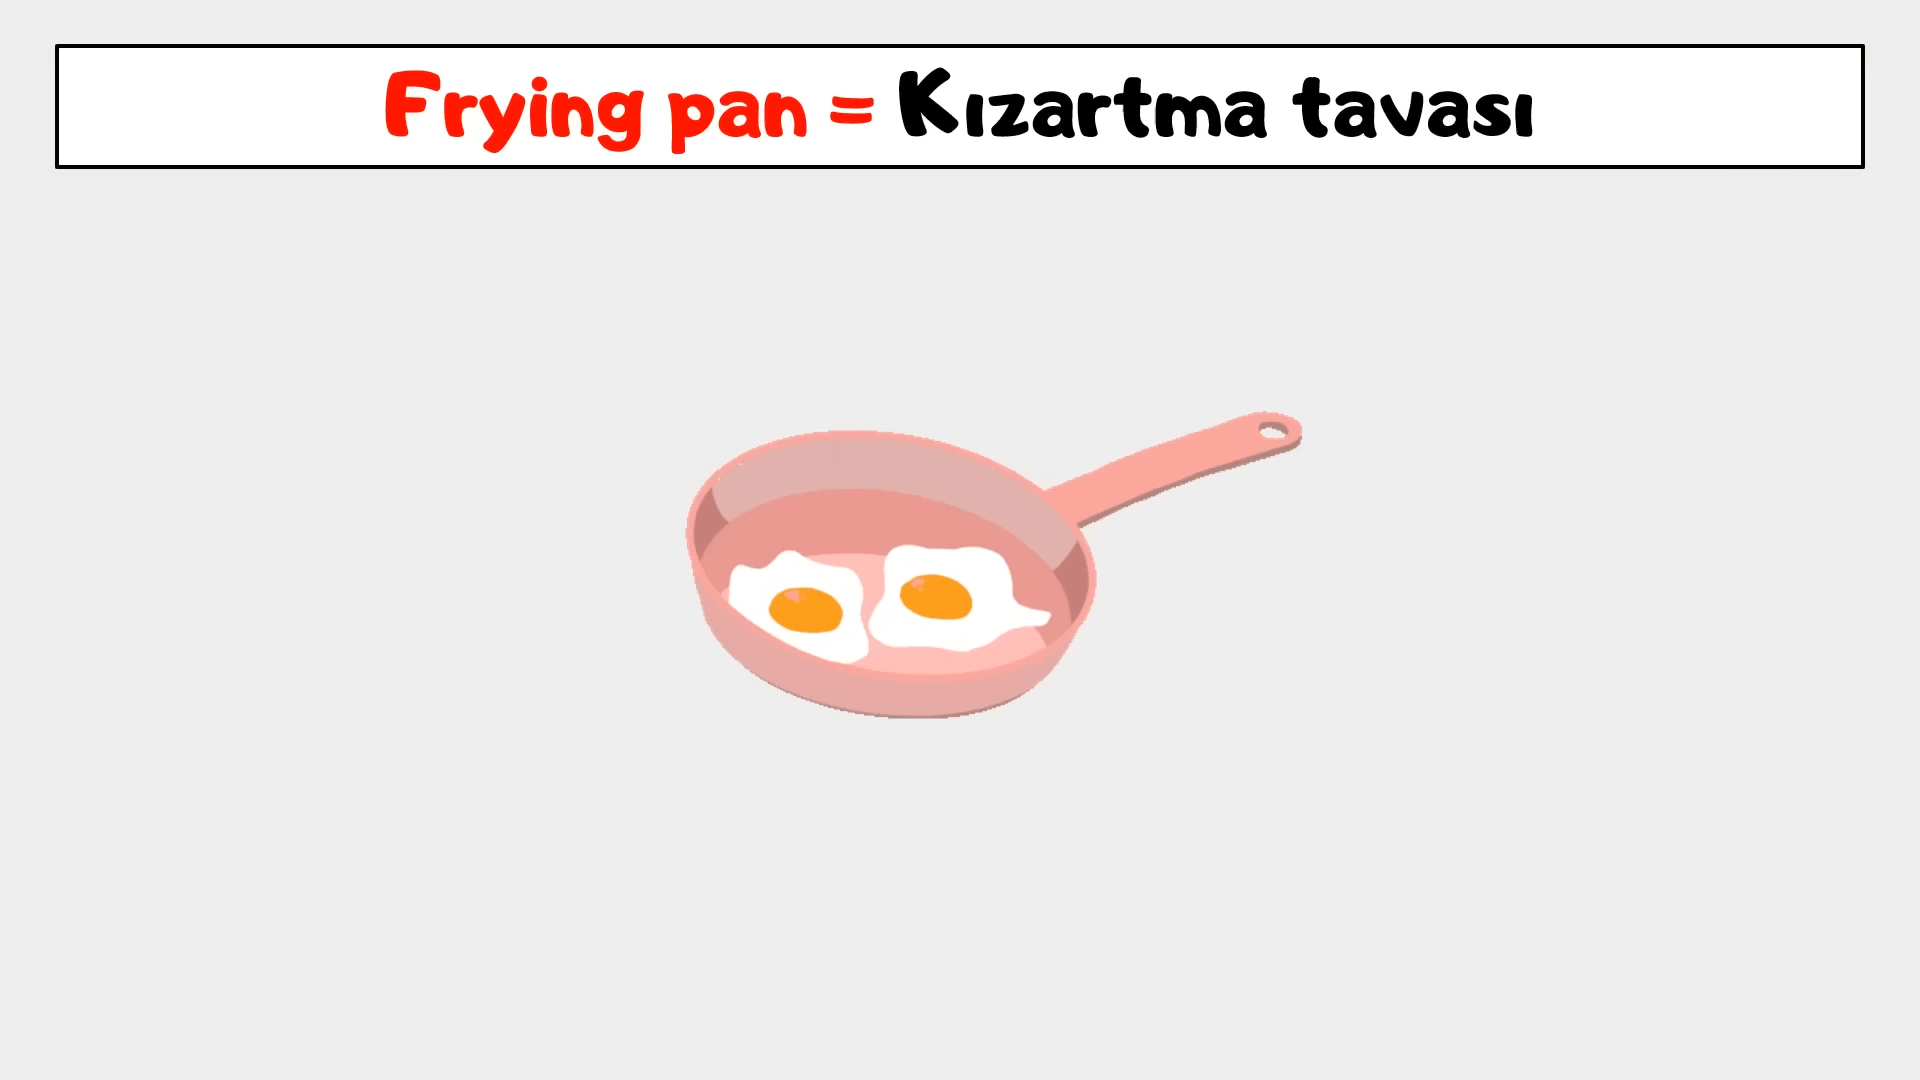 Frying pan = Kızartma tavası